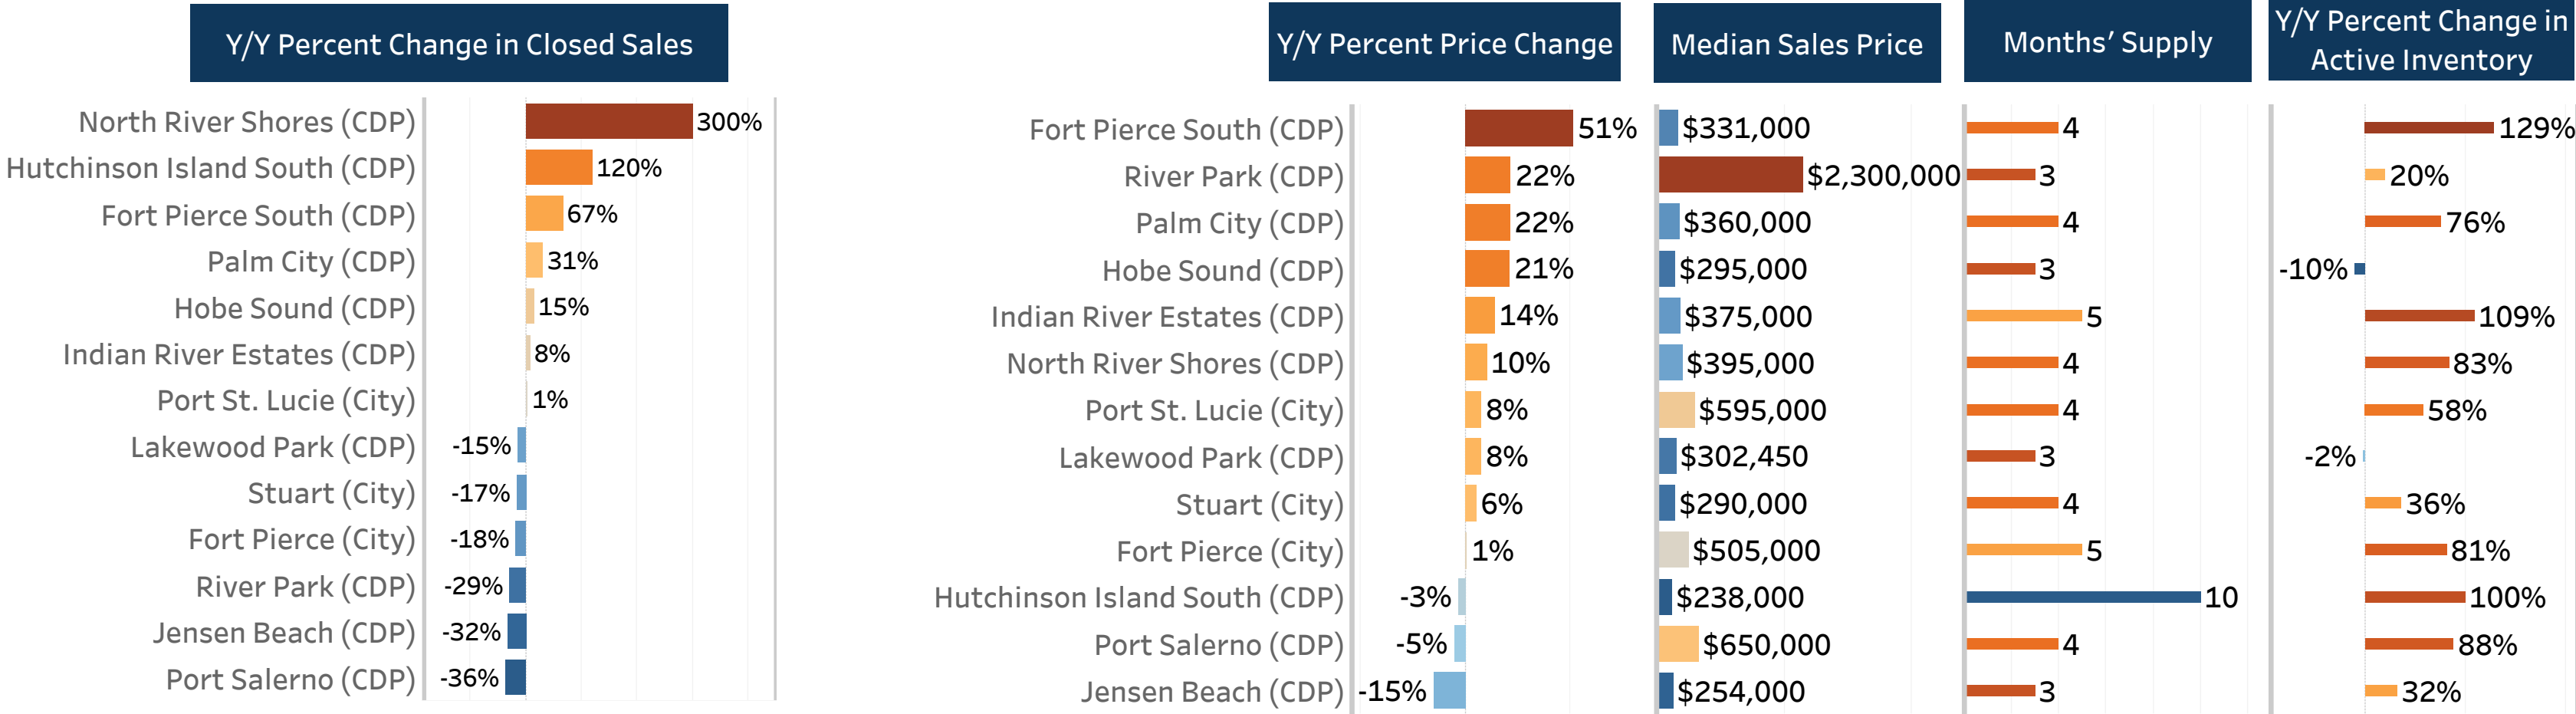 Y/Y Percent Change in Closed Sales
North River Shores (CDP) 300%
Hutchinson Island South (CDP) 120%
Fort Pierce South (CDP) 67%
Palm City (CDP) 31%
Hobe Sound (CDP) 15%
Indian River Estates (CDP) 8%
Port St. Lucie (City) 1%
Lakewood Park (CDP) -15%
Stuart (City) -17%
Fort Pierce (City) -18%
River Park (CDP) -29%
Jensen Beach (CDP) -32%
Port Salerno (CDP) -36%
Y/Y Percent Price Change
Median Sales Price
Months’ Supply
Y/Y Percent Change in
Active Inventory
Fort Pierce South (CDP) 51% $331,000 4 129%
River Park (CDP) 22% $2,300,000 3 20%
Palm City (CDP) 22% $360,000 4 76%
Hobe Sound (CDP) 21% $295,000 3 -10%
Indian River Estates (CDP) 14% $375,000 5 109%
North River Shores (CDP) 10% $395,000 4 83%
Port St. Lucie (City) 8% $595,000 4 58%
Lakewood Park (CDP) 8% $302,450 3 -2%
Stuart (City) 6% $290,000 4 36%
Fort Pierce (City) 1% $505,000 5 81%
Hutchinson Island South (CDP) -3% $238,000 10 100%
Port Salerno (CDP) -5% $650,000 4 88%
Jensen Beach (CDP) -15% $254,000 3 32%